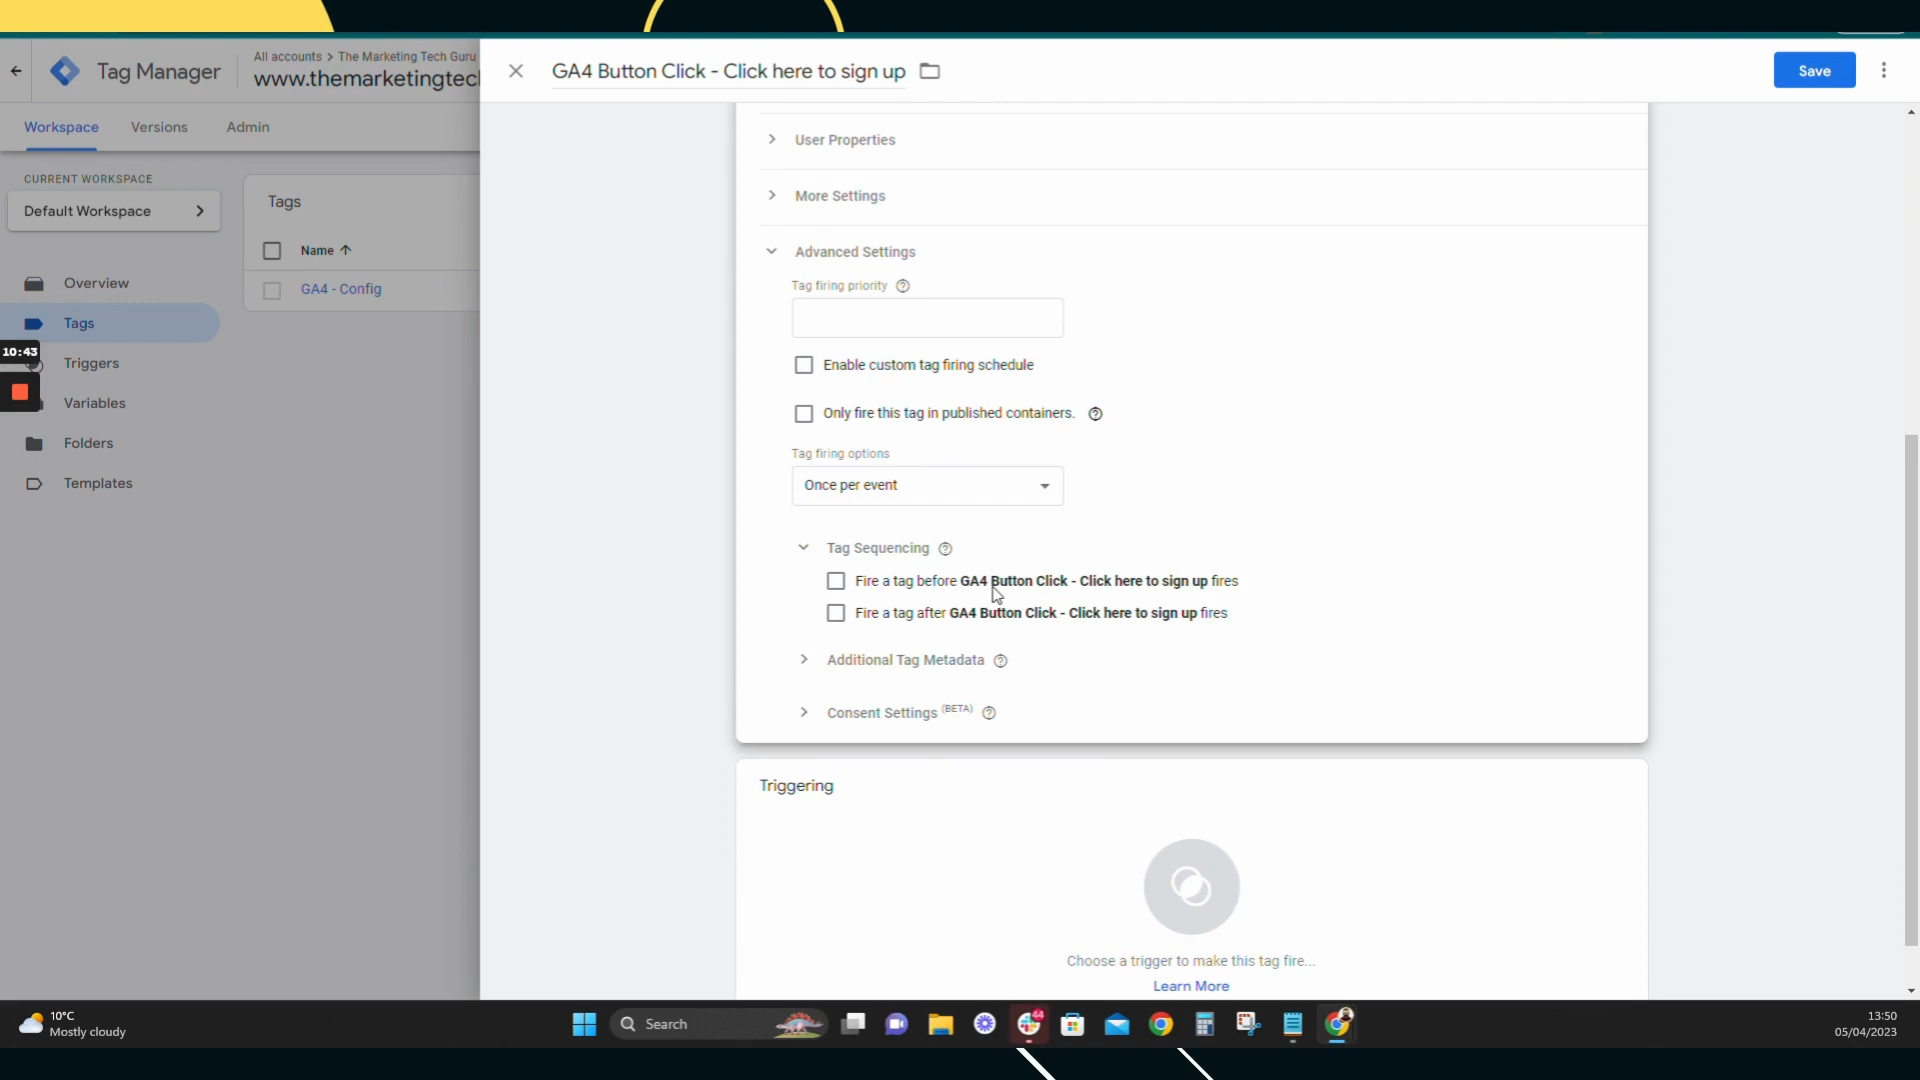 Tag Manager
All accounts > The Marketing Tech Guru
www.themarketingtecl
GA4 Button Click - Click here to sign up
Save
Workspace
Versions
Admin
CURRENT WORKSPACE
Default Workspace
Overview
Tags
10:43
Triggers
Variables
Folders
Templates
Tags
Name
GA4 - Config
User Properties
More Settings
Advanced Settings
Tag firing priority
Enable custom tag firing schedule
Only fire this tag in published containers.
Tag firing options
Once per event
Tag Sequencing
Fire a tag before GA4 Button Click - Click here to sign up fires
Fire a tag after GA4 Button Click - Click here to sign up fires
Additional Tag Metadata
Consent Settings (BETA)
Triggering
Choose a trigger to make this tag fire...
Learn More
10°C
Mostly cloudy
Search
44
13:50
05/04/2023